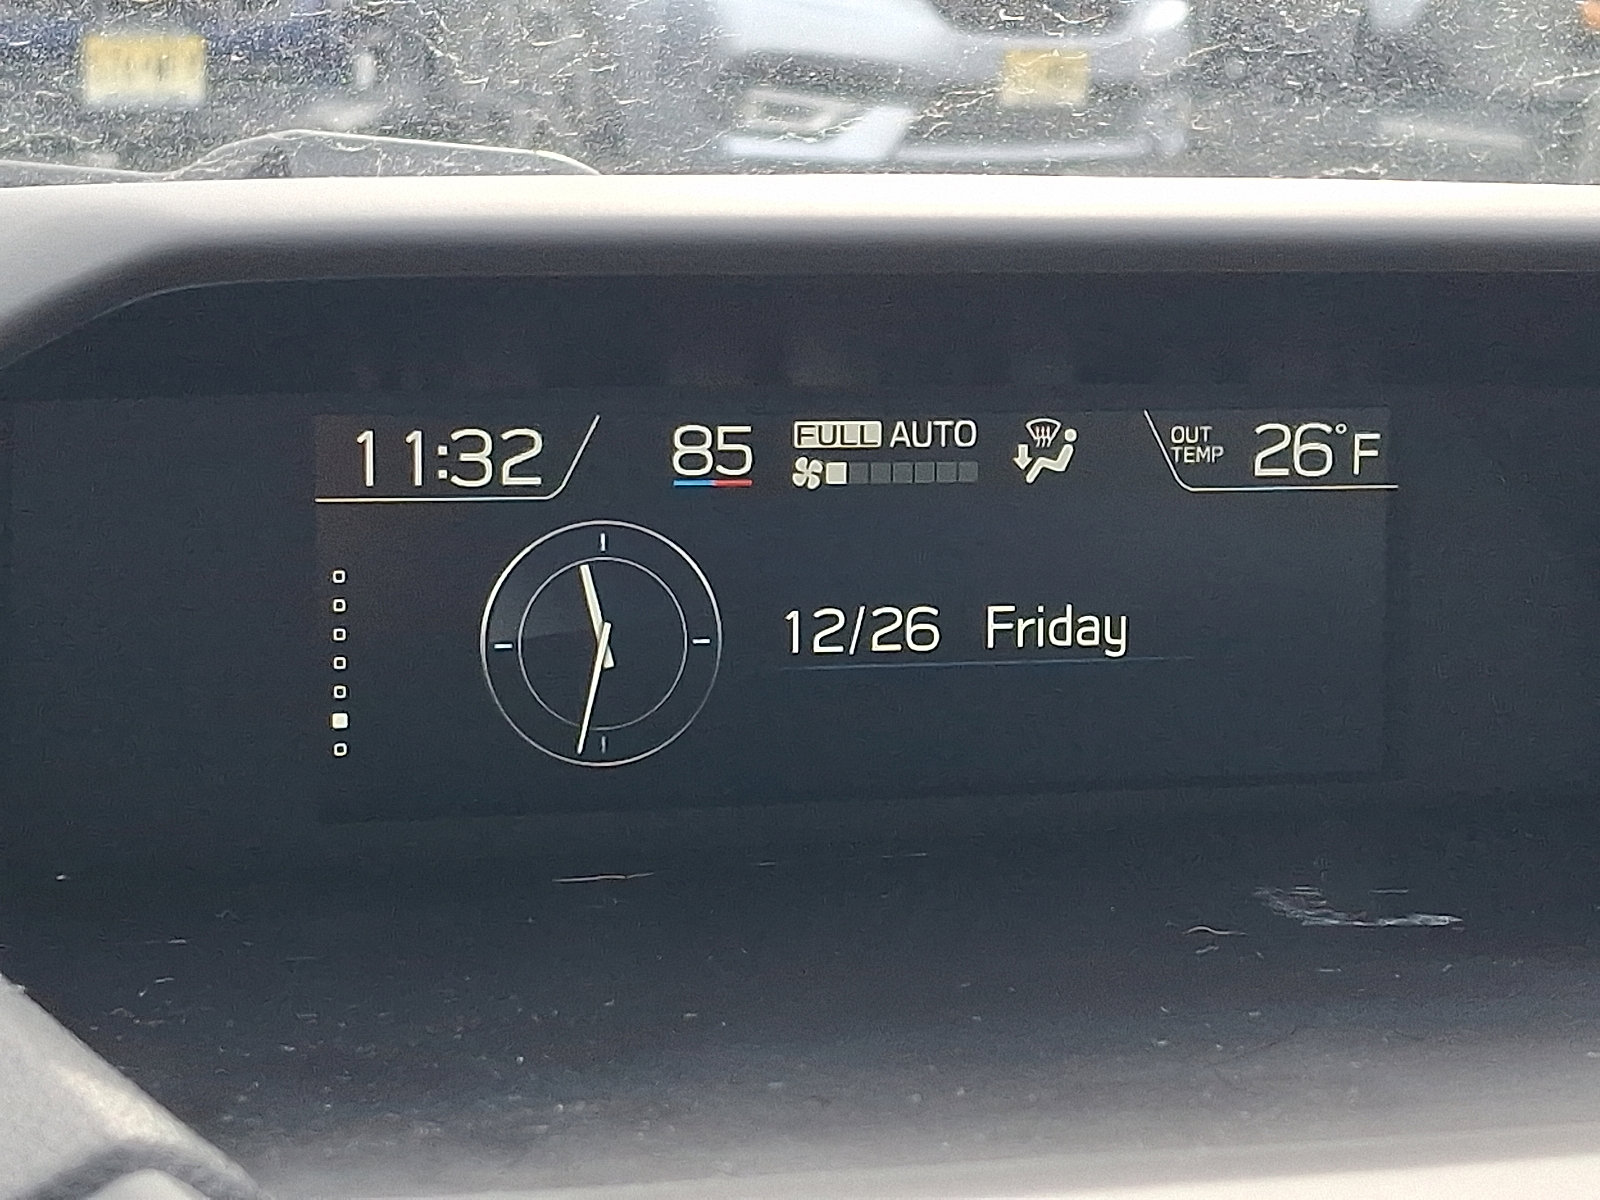 11:32
85
FULL AUTO
OUT TEMP 26°F
12/26 Friday